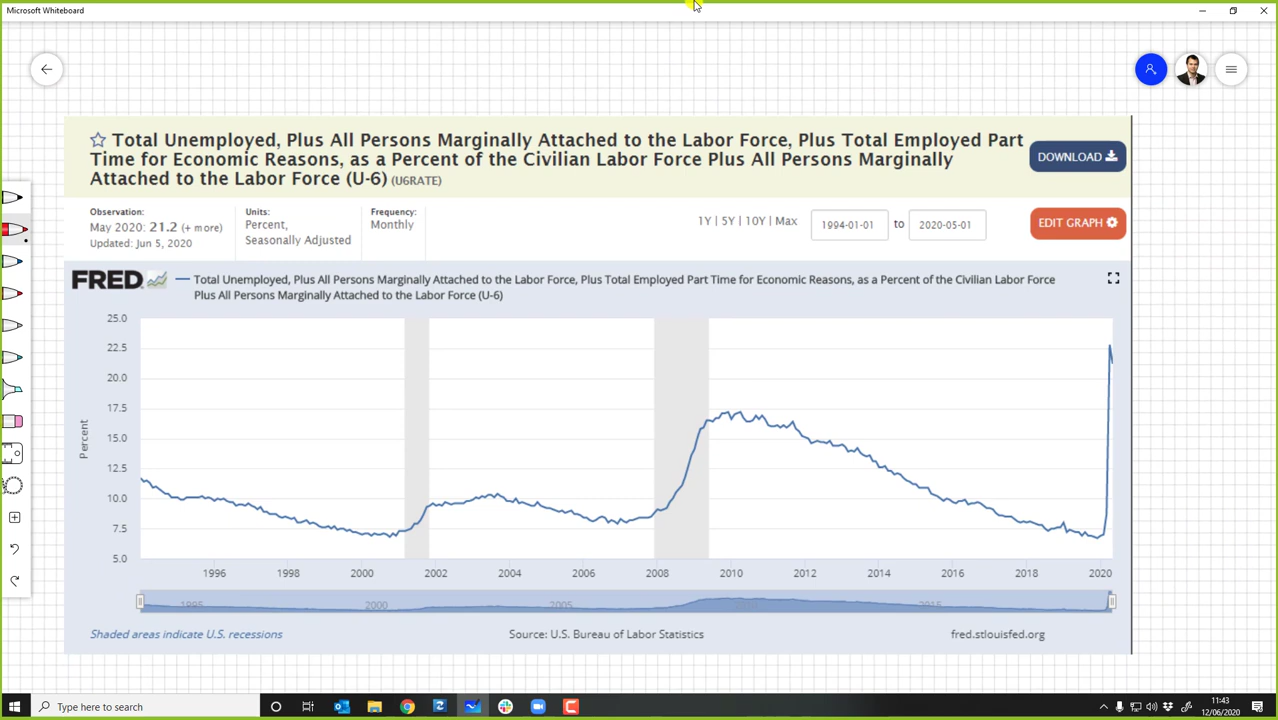 Microsoft Whiteboard
Total Unemployed, Plus All Persons Marginally Attached to the Labor Force, Plus Total Employed Part
Time for Economic Reasons, as a Percent of the Civilian Labor Force Plus All Persons Marginally
Attached to the Labor Force (U-6) (U6RATE)
DOWNLOAD
Observation:
May 2020: 21.2 (+ more)
Updated: Jun 5, 2020
Units:
Percent,
Seasonally Adjusted
Frequency:
Monthly
1Y | 5Y | 10Y | Max
1994-01-01 to 2020-05-01
EDIT GRAPH
FRED
Total Unemployed, Plus All Persons Marginally Attached to the Labor Force, Plus Total Employed Part Time for Economic Reasons, as a Percent of the Civilian Labor Force
Plus All Persons Marginally Attached to the Labor Force (U-6)
25.0
22.5
20.0
17.5
15.0
12.5
10.0
7.5
5.0
Percent
1996 1998 2000 2002 2004 2006 2008 2010 2012 2014 2016 2018 2020
1995 2000 2005 2010 2015
Shaded areas indicate U.S. recessions
Source: U.S. Bureau of Labor Statistics
fred.stlouisfed.org
Type here to search
11:43
12/06/2020